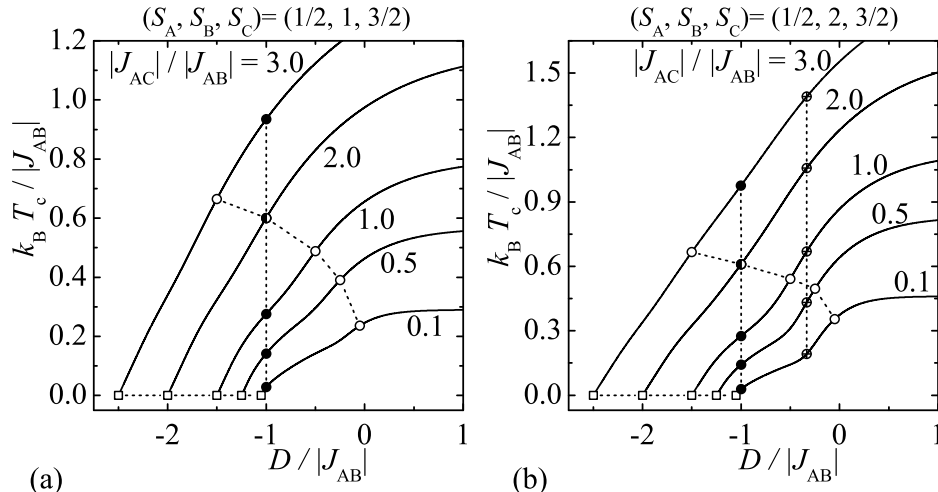 (S_A, S_B, S_C) = (1/2, 1, 3/2)
|J_AC| / |J_AB| = 3.0
2.0
1.0
0.5
0.1
1.2
1.0
0.8
0.6
0.4
0.2
0.0
k_B T_c / |J_AB|
-2
-1
0
1
D / |J_AB|
(a)
(S_A, S_B, S_C) = (1/2, 2, 3/2)
|J_AC| / |J_AB| = 3.0
2.0
1.0
0.5
0.1
1.5
1.2
0.9
0.6
0.3
0.0
k_B T_c / |J_AB|
-2
-1
0
1
D / |J_AB|
(b)